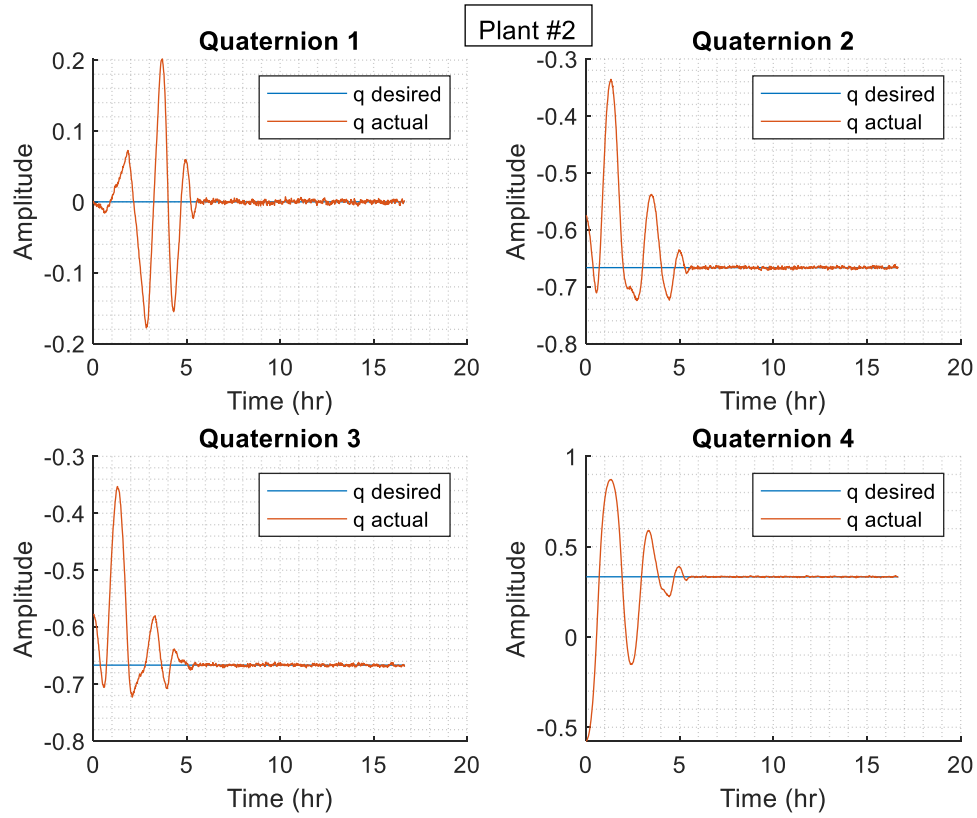 Plant #2
Quaternion 1
0.2
0.1
0
-0.1
-0.2
Amplitude
q desired
q actual
0 5 10 15 20
Time (hr)
Quaternion 2
-0.3
-0.4
-0.5
-0.6
-0.7
-0.8
Amplitude
q desired
q actual
0 5 10 15 20
Time (hr)
Quaternion 3
-0.3
-0.4
-0.5
-0.6
-0.7
-0.8
Amplitude
q desired
q actual
0 5 10 15 20
Time (hr)
Quaternion 4
1
0.5
0
-0.5
Amplitude
q desired
q actual
0 5 10 15 20
Time (hr)